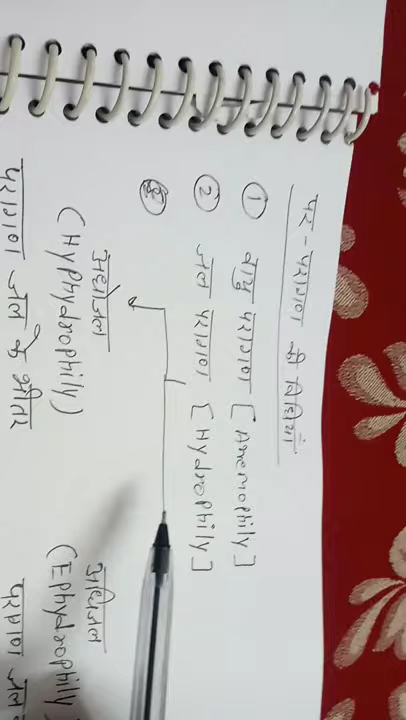 पर-परागण की विधियां
① वायु परागण [Anemophily]
② जल परागण [Hydrophily]
अधोजल अधिजल
(Hyphydrophily) (Ephydrophily)
परागण जल के भीतर परागण जल